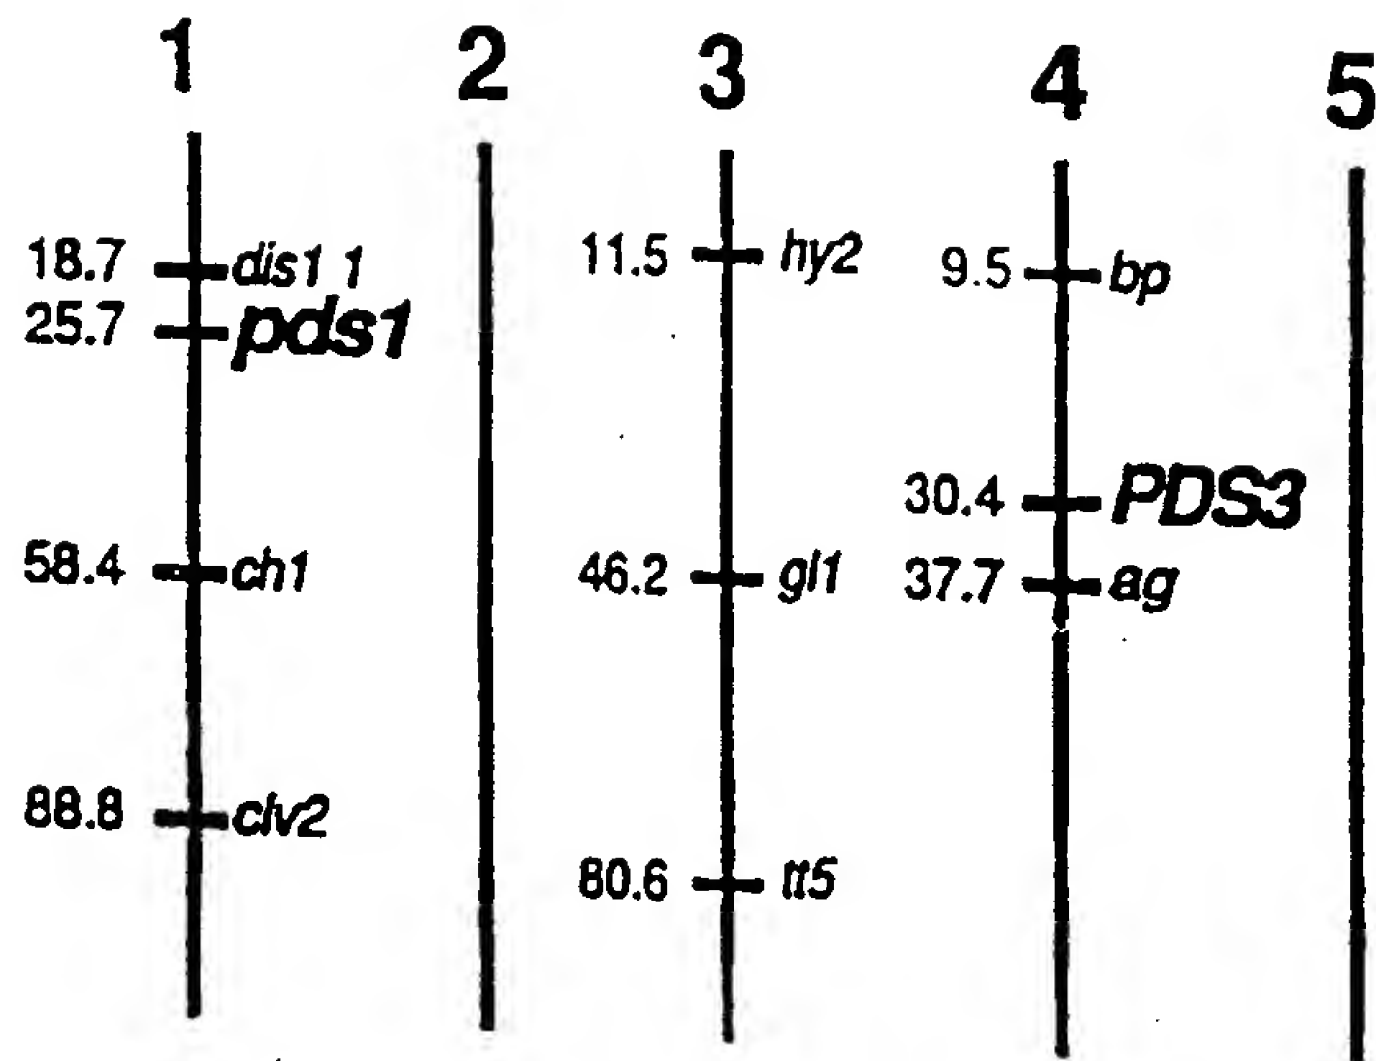 1 2 3 4 5
18.7 dis1 1
25.7 pds1
58.4 ch1
88.8 clv2
11.5 hy2
46.2 gl1
80.6 tt5
9.5 bp
30.4 PDS3
37.7 ag